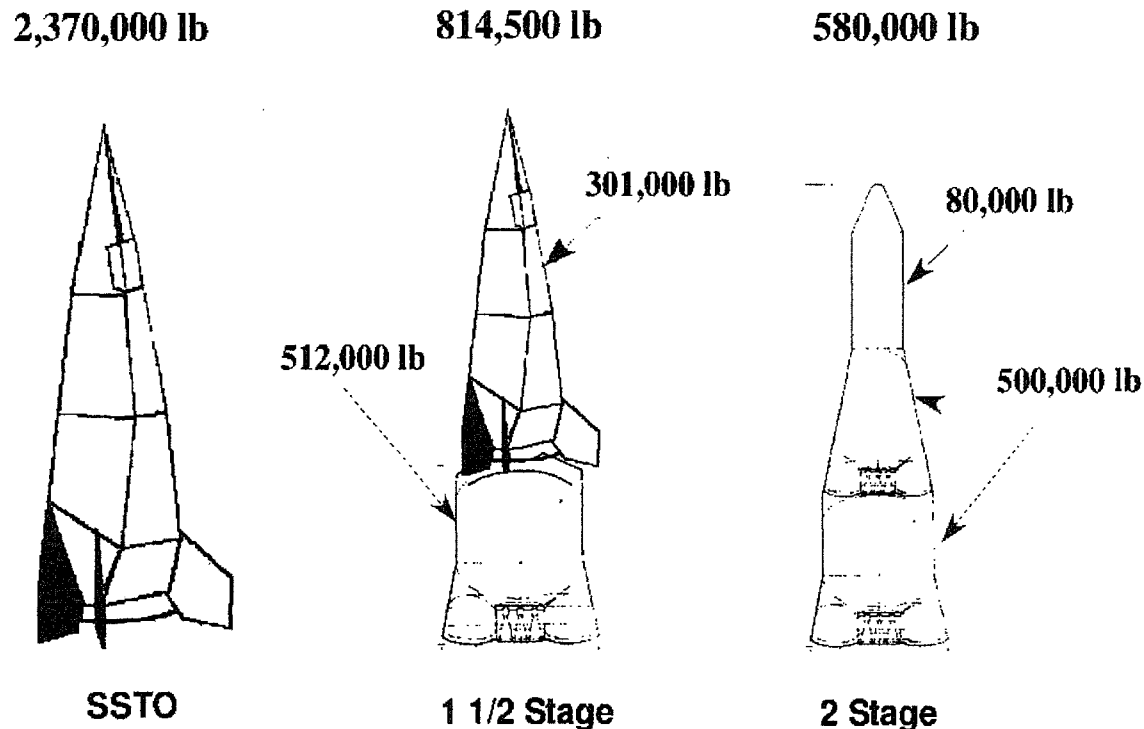 2,370,000 lb
814,500 lb
580,000 lb
301,000 lb
80,000 lb
512,000 lb
500,000 lb
SSTO
1 1/2 Stage
2 Stage